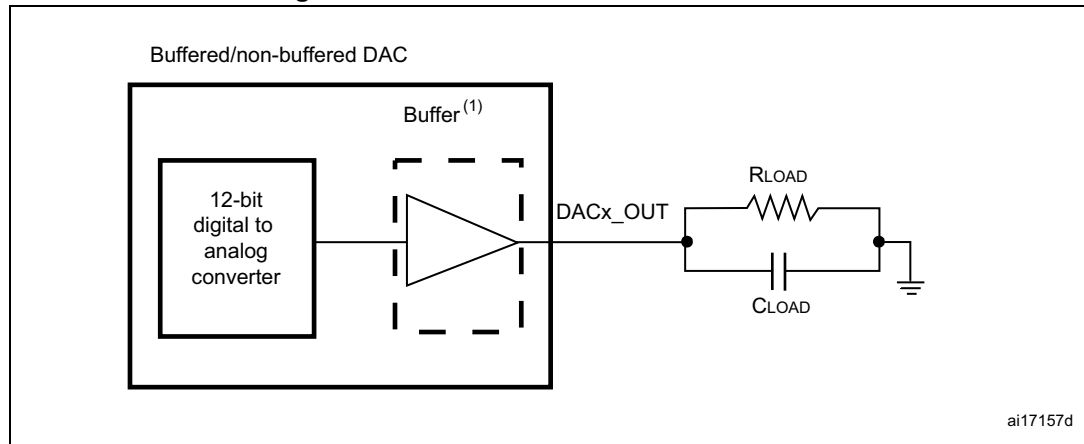 Buffered/non-buffered DAC
Buffer(1)
12-bit
digital to
analog
converter
DACx_OUT
RLOAD
CLOAD
ai17157d